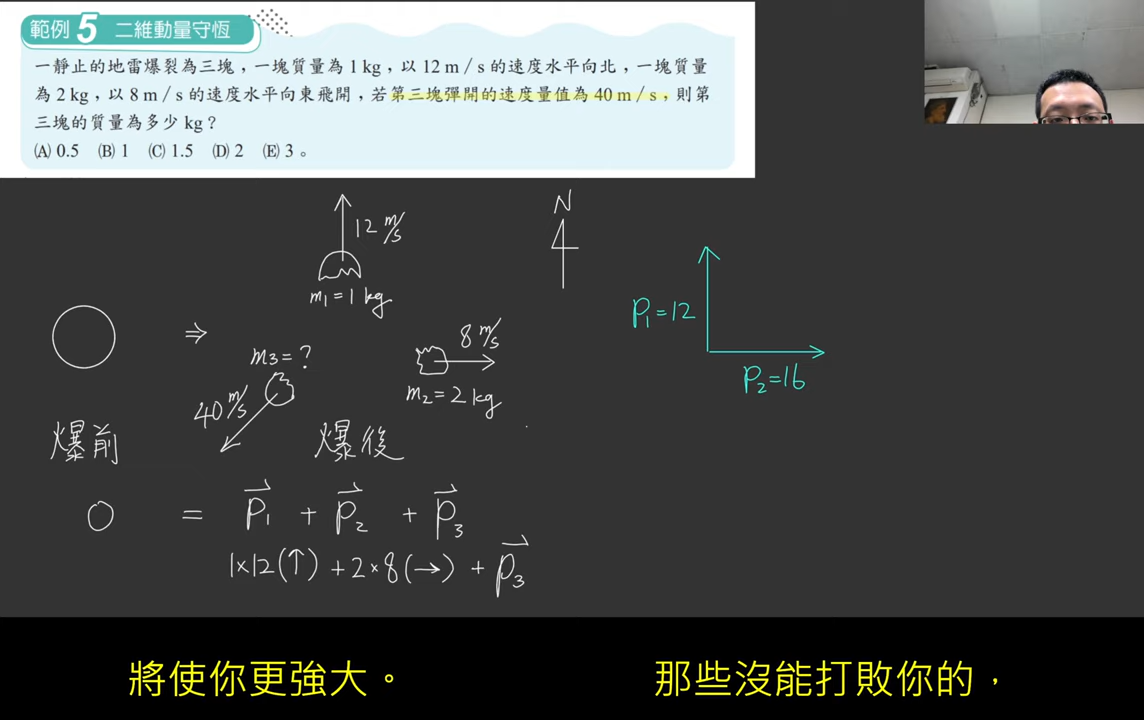 範例 5 二維動量守恆
一靜止的地雷爆裂為三塊，一塊質量為 1 kg，以 12 m / s 的速度水平向北，一塊質量
為 2 kg，以 8 m / s 的速度水平向東飛開，若第三塊彈開的速度量值為 40 m / s，則第
三塊的質量為多少 kg？
(A) 0.5 (B) 1 (C) 1.5 (D) 2 (E) 3。
12 m/s
m₁=1 kg
N
P₁=12
P₂=16
⇒
m₃=?
40 m/s
8 m/s
m₂=2 kg
爆前
爆後
0 = P⃗₁ + P⃗₂ + P⃗₃
1×12(↑) + 2×8(→) + P⃗₃
將使你更強大。
那些沒能打敗你的，